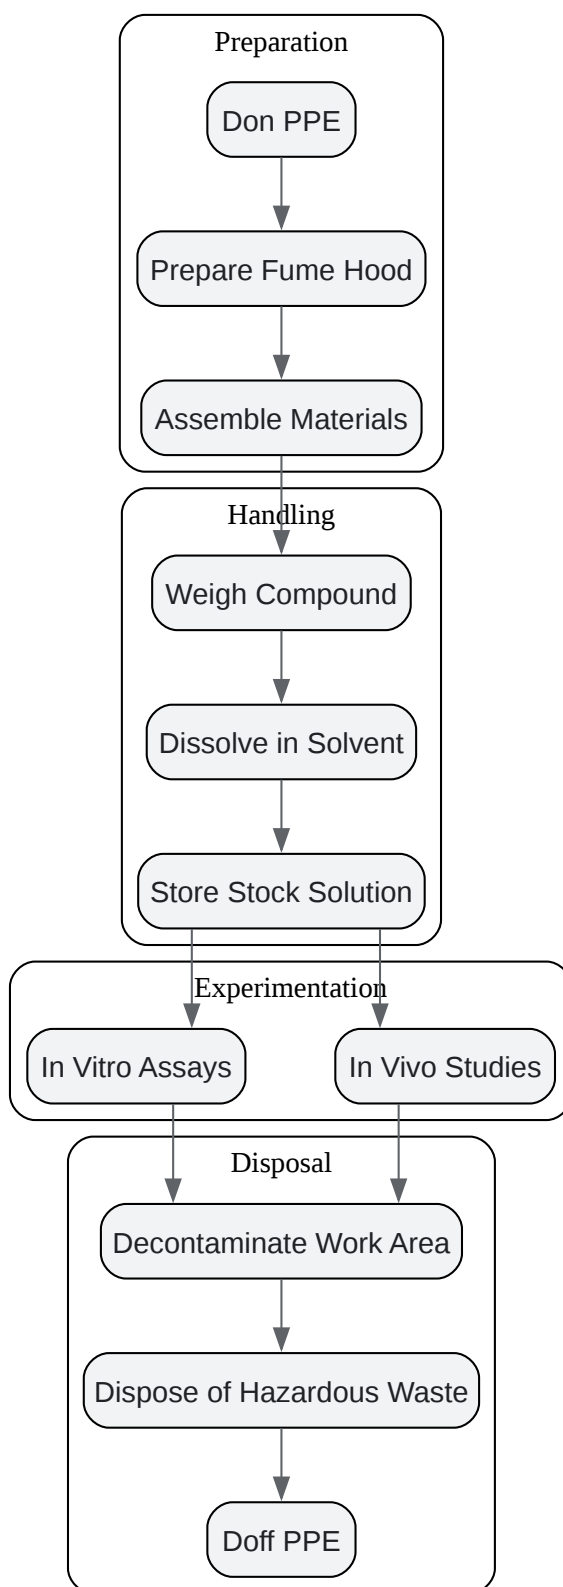 Preparation
Don PPE
Prepare Fume Hood
Assemble Materials
Handling
Weigh Compound
Dissolve in Solvent
Store Stock Solution
Experimentation
In Vitro Assays
In Vivo Studies
Disposal
Decontaminate Work Area
Dispose of Hazardous Waste
Doff PPE